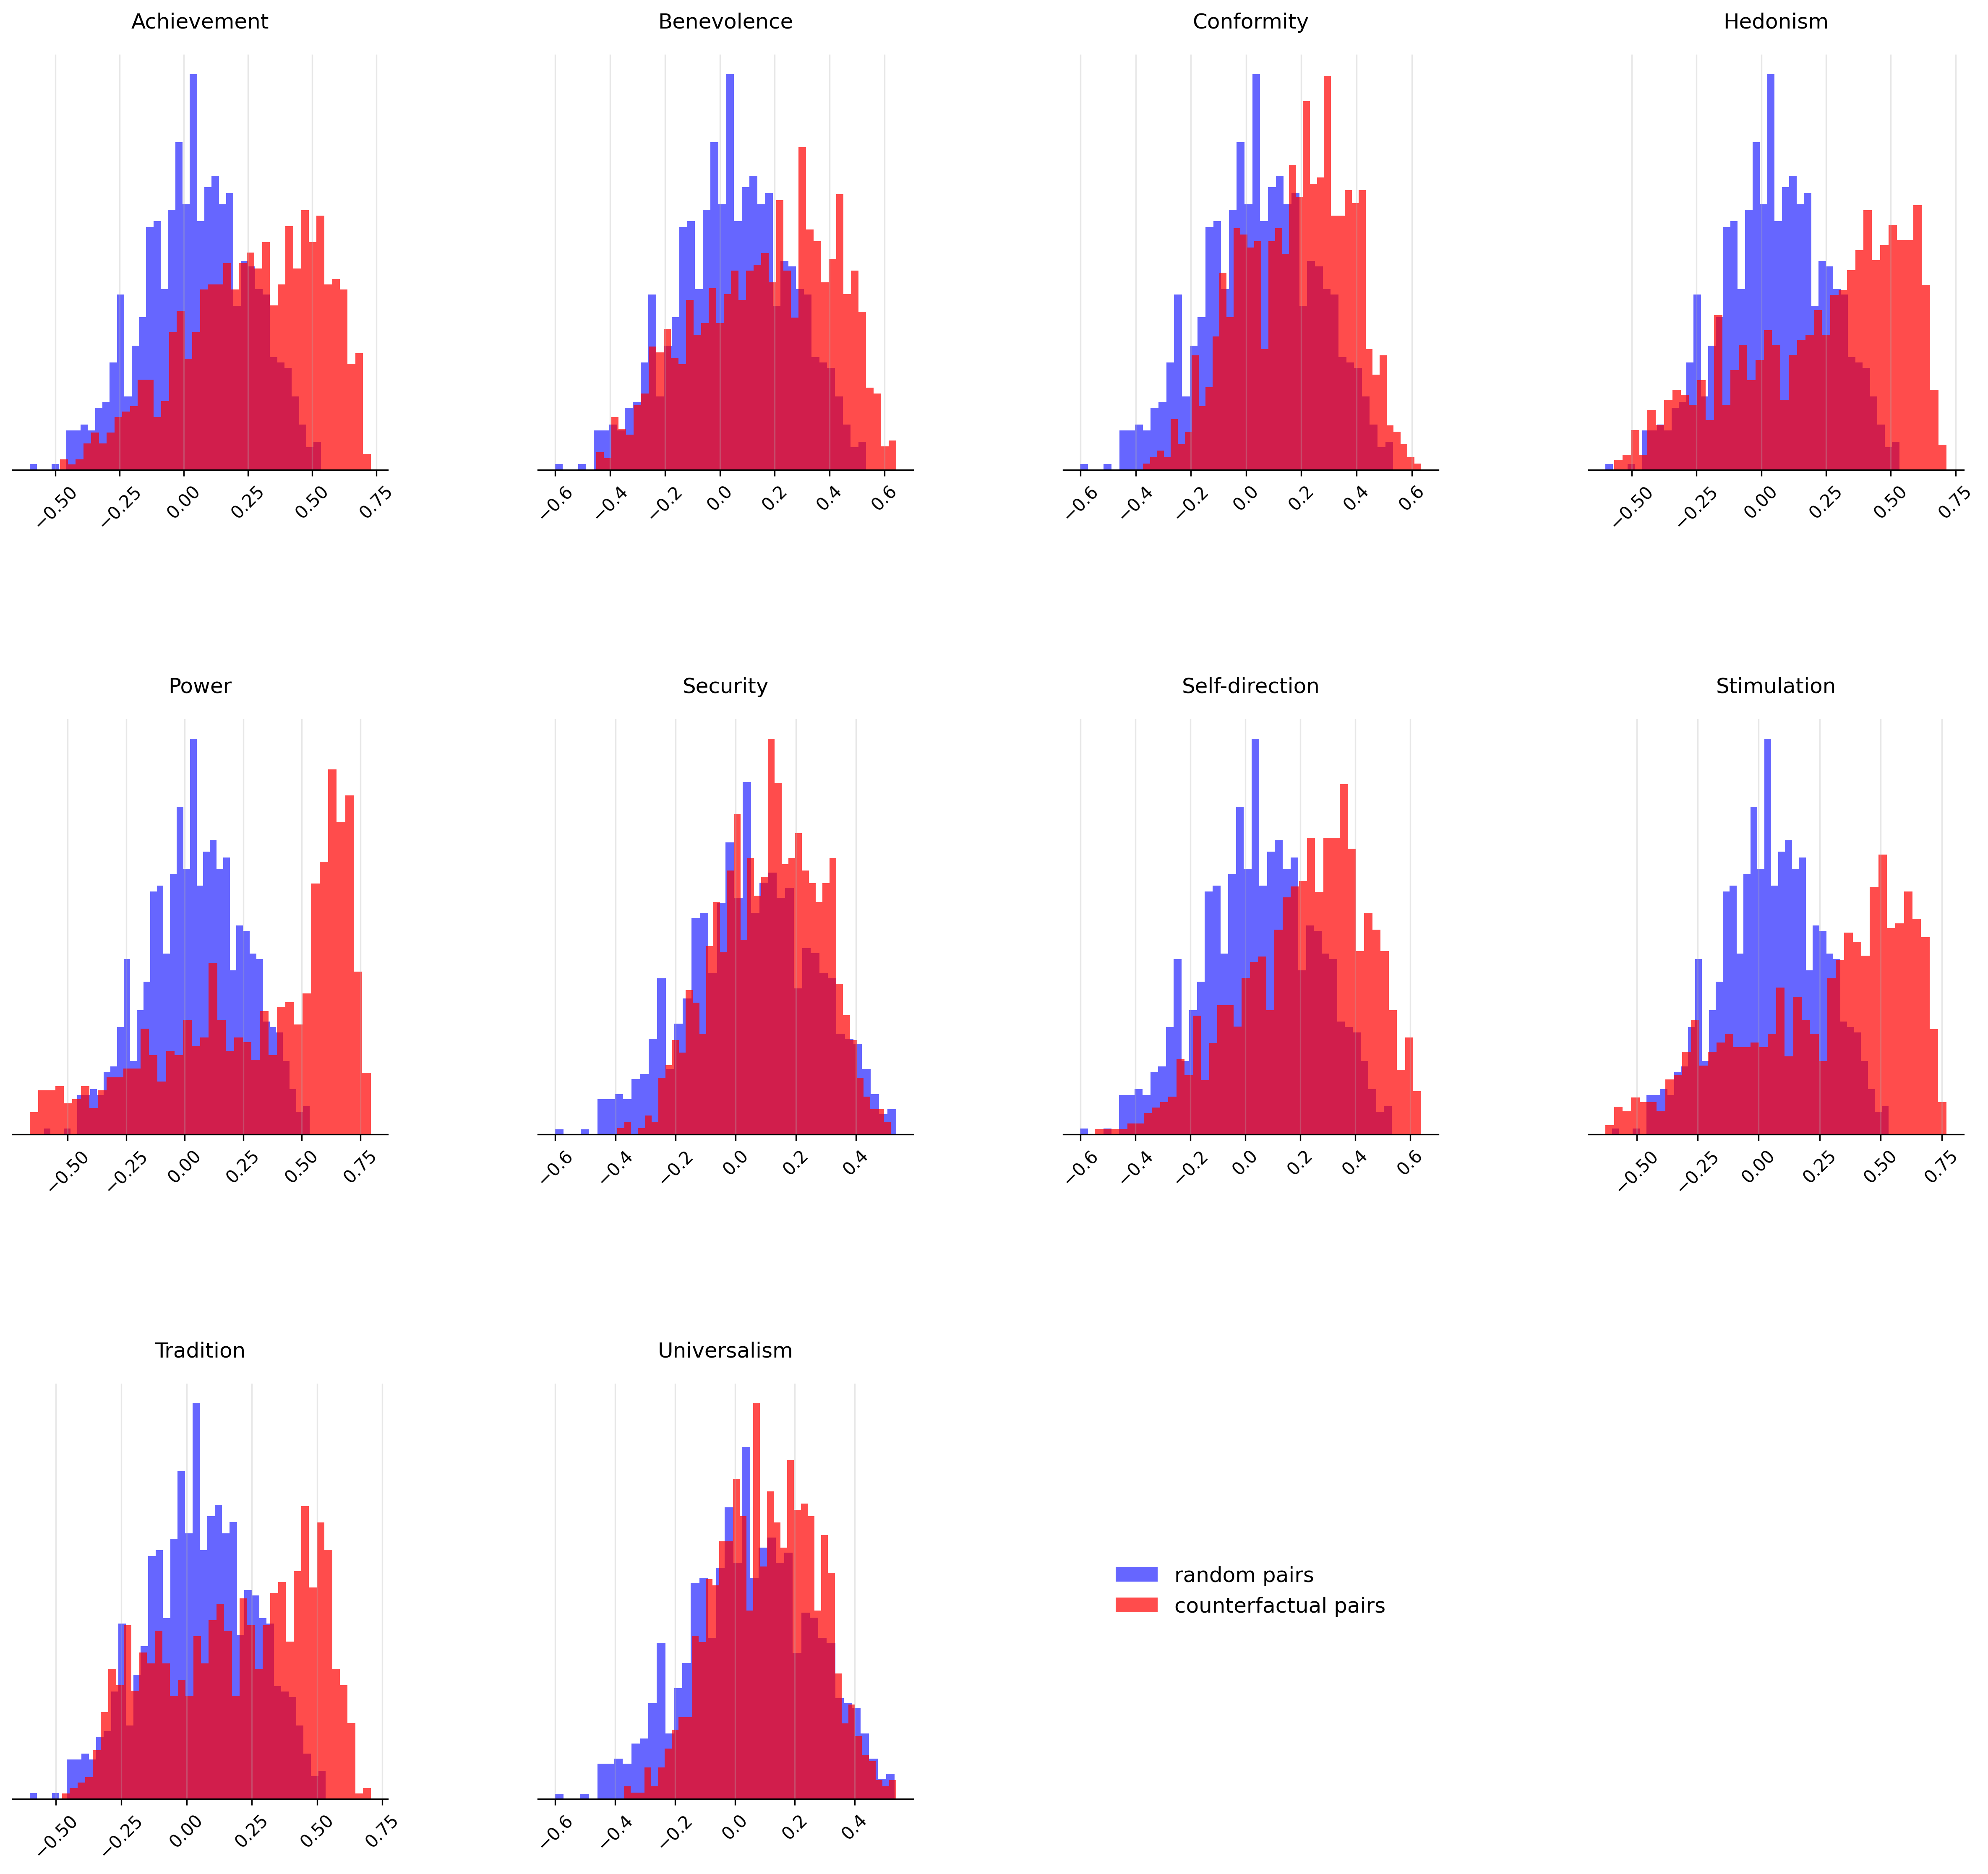 Achievement Benevolence Conformity Hedonism
−0.50 −0.25 0.00 0.25 0.50 0.75
−0.6 −0.4 −0.2 0.0 0.2 0.4 0.6
−0.6 −0.4 −0.2 0.0 0.2 0.4 0.6
−0.50 −0.25 0.00 0.25 0.50 0.75
Power Security Self-direction Stimulation
−0.50 −0.25 0.00 0.25 0.50 0.75
−0.6 −0.4 −0.2 0.0 0.2 0.4
−0.6 −0.4 −0.2 0.0 0.2 0.4 0.6
−0.50 −0.25 0.00 0.25 0.50 0.75
Tradition Universalism
−0.50 −0.25 0.00 0.25 0.50 0.75
−0.6 −0.4 −0.2 0.0 0.2 0.4
random pairs
counterfactual pairs